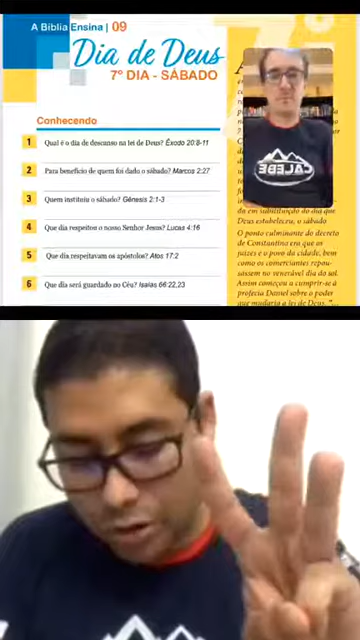 A Bíblia Ensina | 09
Dia de Deus
7º DIA - SÁBADO
Conhecendo
1 Qual é o dia de descanso na lei de Deus? Êxodo 20:8-11
2 Para benefício de quem foi dado o sábado? Marcos 2:27
3 Quem instituiu o sábado? Gênesis 2:1-3
4 Que dia respeitou o nosso Senhor Jesus? Lucas 4:16
5 Que dia respeitavam os apóstolos? Atos 17:2
6 Que dia será guardado no Céu? Isaías 66:22,23
7º
CALEBE
da em substituição do dia que
Deus estabeleceu, o sábado
O ponto culminante do decreto
de Constantino era que os
juízes e o povo da cidade, bem
como os comerciantes repou-
sassem no venerável dia do sol.
Assim começou a cumprir-se a
profecia Daniel sobre o poder
que mudaria a lei de Deus, "...